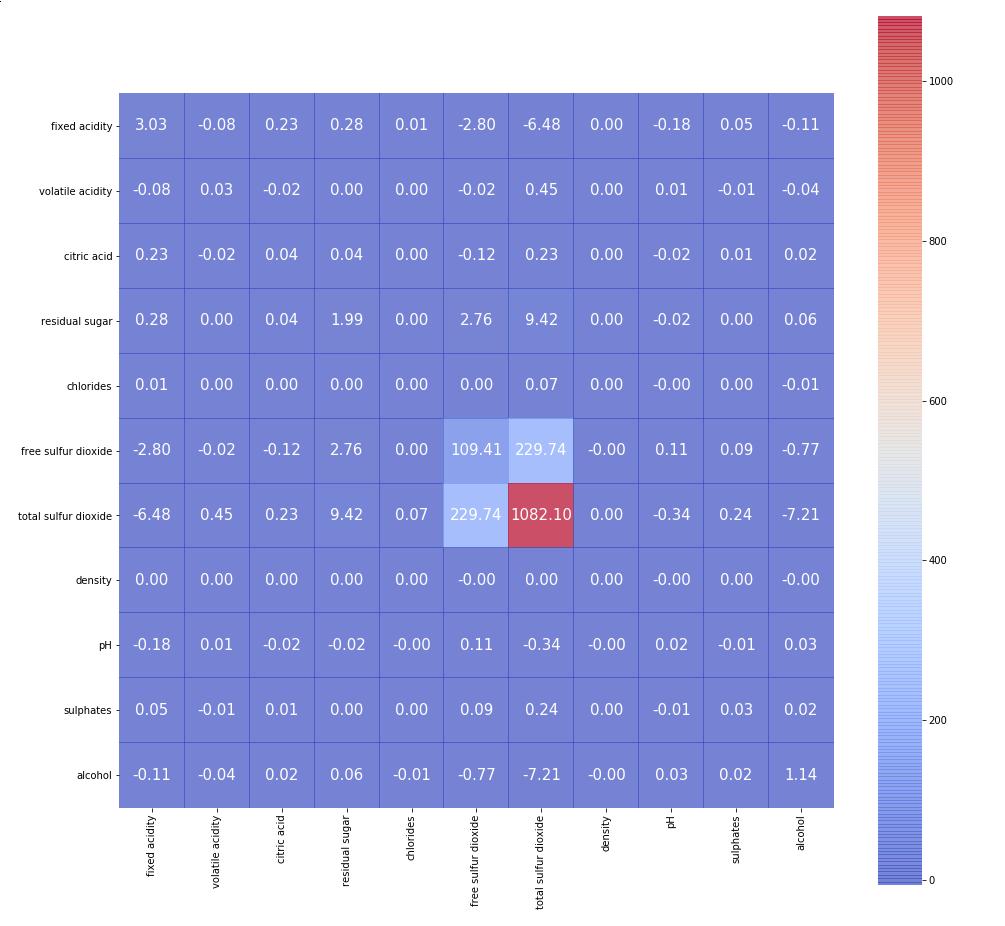 fixed acidity 3.03 -0.08 0.23 0.28 0.01 -2.80 -6.48 0.00 -0.18 0.05 -0.11
volatile acidity -0.08 0.03 -0.02 0.00 0.00 -0.02 0.45 0.00 0.01 -0.01 -0.04
citric acid 0.23 -0.02 0.04 0.04 0.00 -0.12 0.23 0.00 -0.02 0.01 0.02
residual sugar 0.28 0.00 0.04 1.99 0.00 2.76 9.42 0.00 -0.02 0.00 0.06
chlorides 0.01 0.00 0.00 0.00 0.00 0.00 0.07 0.00 -0.00 0.00 -0.01
free sulfur dioxide -2.80 -0.02 -0.12 2.76 0.00 109.41 229.74 -0.00 0.11 0.09 -0.77
total sulfur dioxide -6.48 0.45 0.23 9.42 0.07 229.74 1082.10 0.00 -0.34 0.24 -7.21
density 0.00 0.00 0.00 0.00 0.00 -0.00 0.00 0.00 -0.00 0.00 -0.00
pH -0.18 0.01 -0.02 -0.02 -0.00 0.11 -0.34 -0.00 0.02 -0.01 0.03
sulphates 0.05 -0.01 0.01 0.00 0.00 0.09 0.24 0.00 -0.01 0.03 0.02
alcohol -0.11 -0.04 0.02 0.06 -0.01 -0.77 -7.21 -0.00 0.03 0.02 1.14
fixed acidity
volatile acidity
citric acid
residual sugar
chlorides
free sulfur dioxide
total sulfur dioxide
density
pH
sulphates
alcohol
1000
800
600
400
200
0